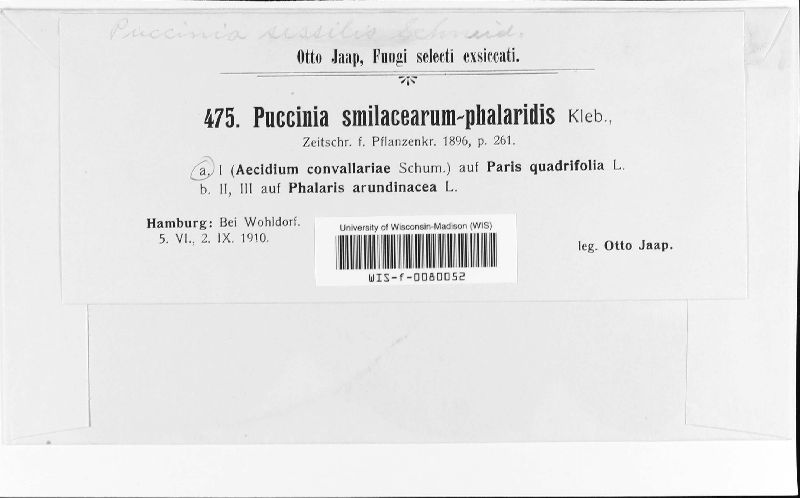 Puccinia sessilis Schneid.
Otto Jaap, Fungi selecti exsiccati.
475. Puccinia smilacearum-phalaridis Kleb.,
Zeitschr. f. Pflanzenkr. 1896, p. 261.
a. I (Aecidium convallariae Schum.) auf Paris quadrifolia L.
b. II, III auf Phalaris arundinacea L.
Hamburg: Bei Wohldorf.
5. VI., 2. IX. 1910.
leg. Otto Jaap.
University of Wisconsin-Madison (WIS)
WIS-f-0080052